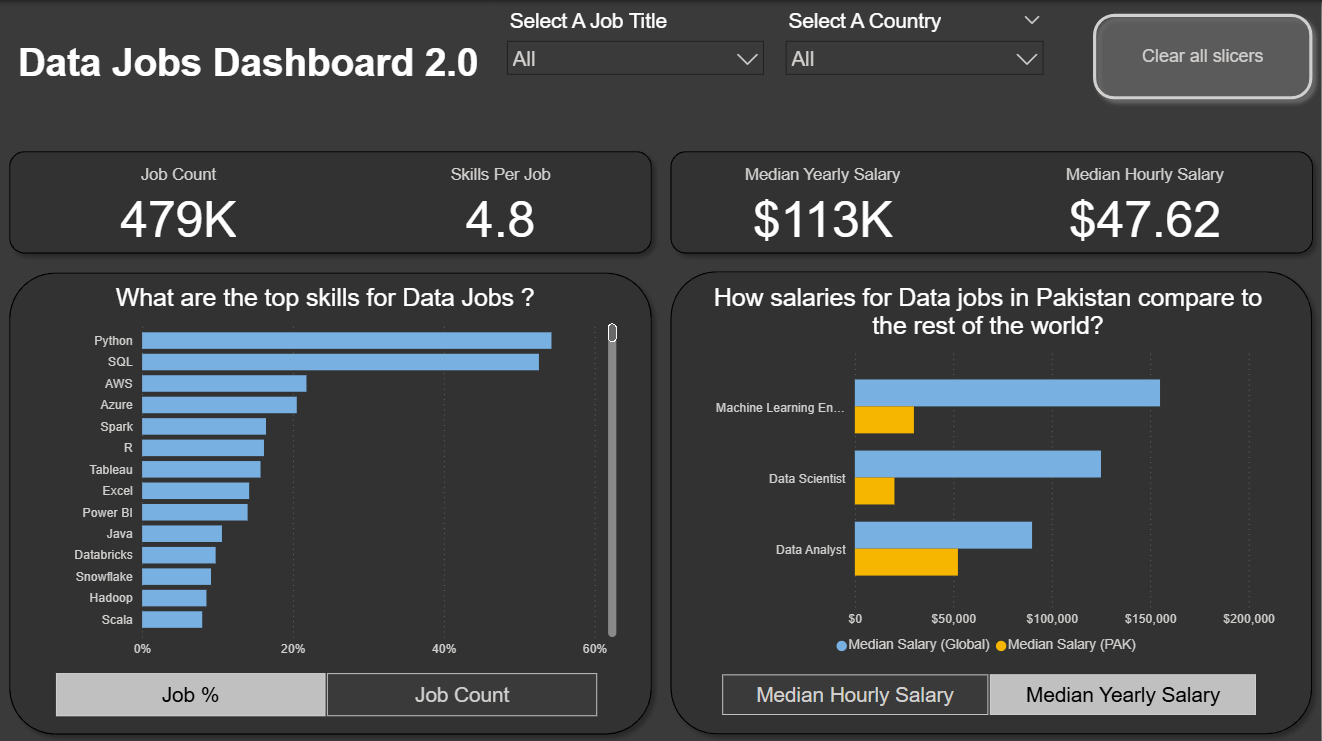 Data Jobs Dashboard 2.0
Select A Job Title
All
Select A Country
All
Clear all slicers
Job Count
479K
Skills Per Job
4.8
Median Yearly Salary
$113K
Median Hourly Salary
$47.62
What are the top skills for Data Jobs ?
Python
SQL
AWS
Azure
Spark
R
Tableau
Excel
Power BI
Java
Databricks
Snowflake
Hadoop
Scala
0% 20% 40% 60%
Job % Job Count
How salaries for Data jobs in Pakistan compare to
the rest of the world?
Machine Learning En...
Data Scientist
Data Analyst
$0 $50,000 $100,000 $150,000 $200,000
Median Salary (Global) Median Salary (PAK)
Median Hourly Salary Median Yearly Salary